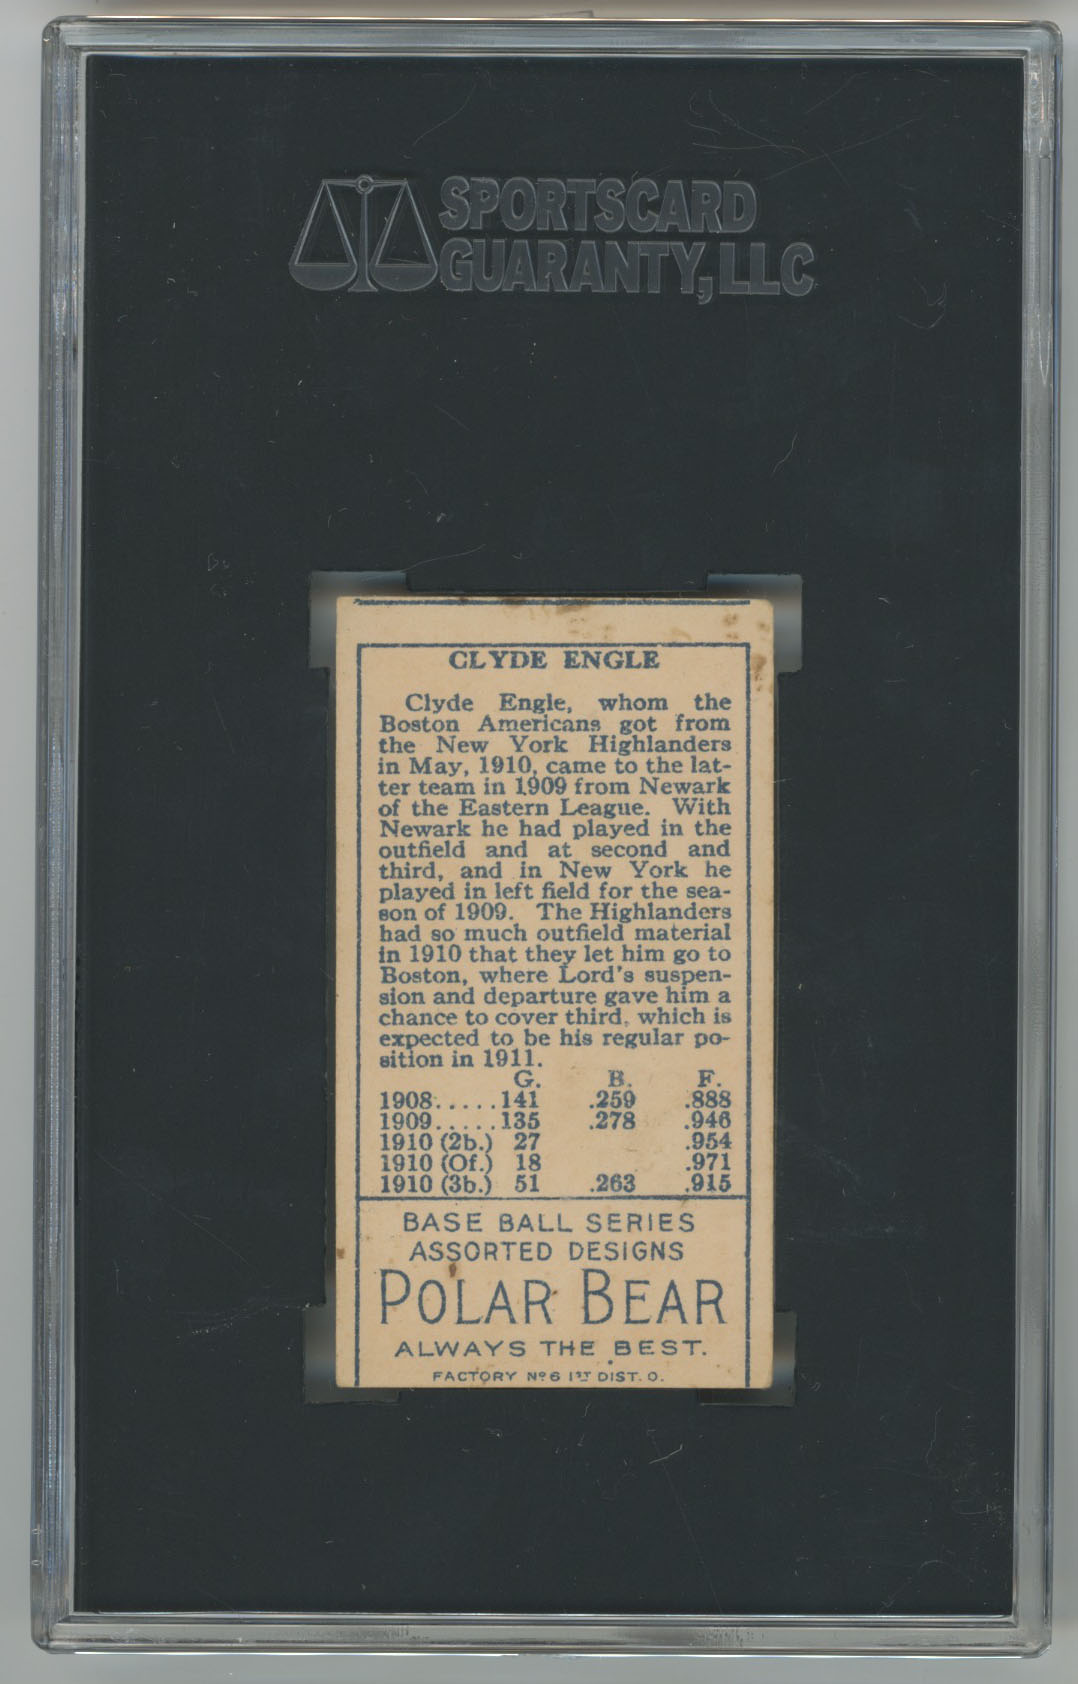 SPORTSCARD
GUARANTY, LLC
CLYDE ENGLE
Clyde Engle, whom the
Boston Americans got from
the New York Highlanders
in May, 1910, came to the lat-
ter team in 1909 from Newark
of the Eastern League. With
Newark he had played in the
outfield and at second and
third, and in New York he
played in left field for the sea-
son of 1909. The Highlanders
had so much outfield material
in 1910 that they let him go to
Boston, where Lord's suspen-
sion and departure gave him a
chance to cover third, which is
expected to be his regular po-
sition in 1911.
G. B. F.
1908.....141 .259 .888
1909.....135 .278 .946
1910 (2b.) 27 .954
1910 (Of.) 18 .971
1910 (3b.) 51 .263 .915
BASE BALL SERIES
ASSORTED DESIGNS
POLAR BEAR
ALWAYS THE BEST.
FACTORY Nº 6 1ST DIST. O.